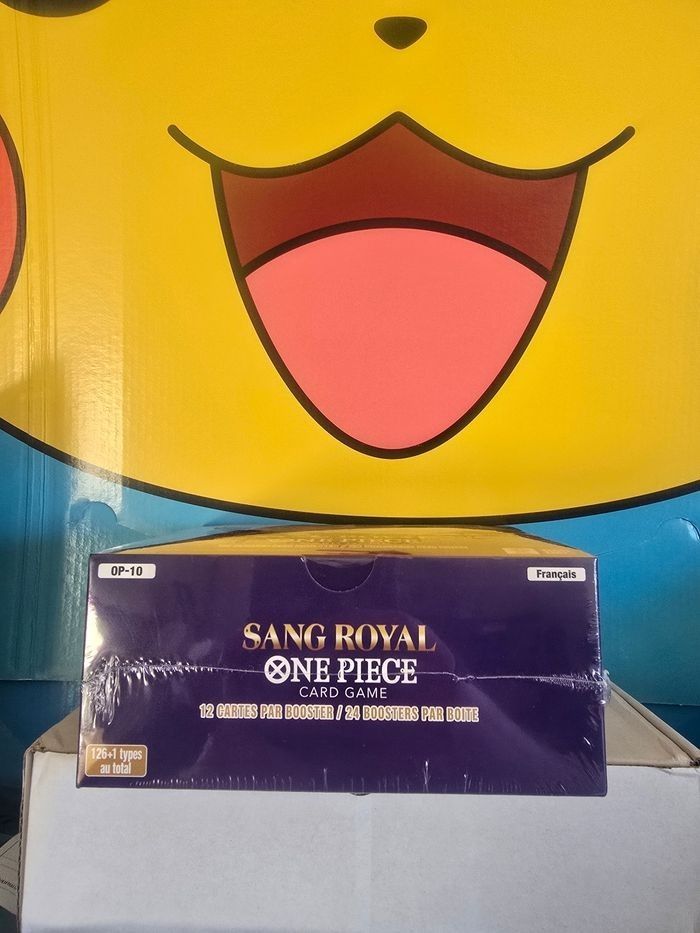 OP-10
Français
SANG ROYAL
ONE PIECE
CARD GAME
12 CARTES PAR BOOSTER / 24 BOOSTERS PAR BOITE
126+1 types
au total